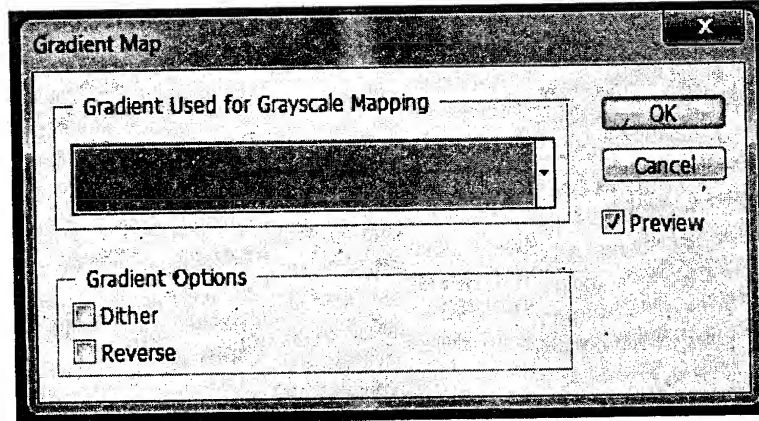 Gradient Map
X
Gradient Used for Grayscale Mapping
OK
Cancel
Preview
Gradient Options
Dither
Reverse